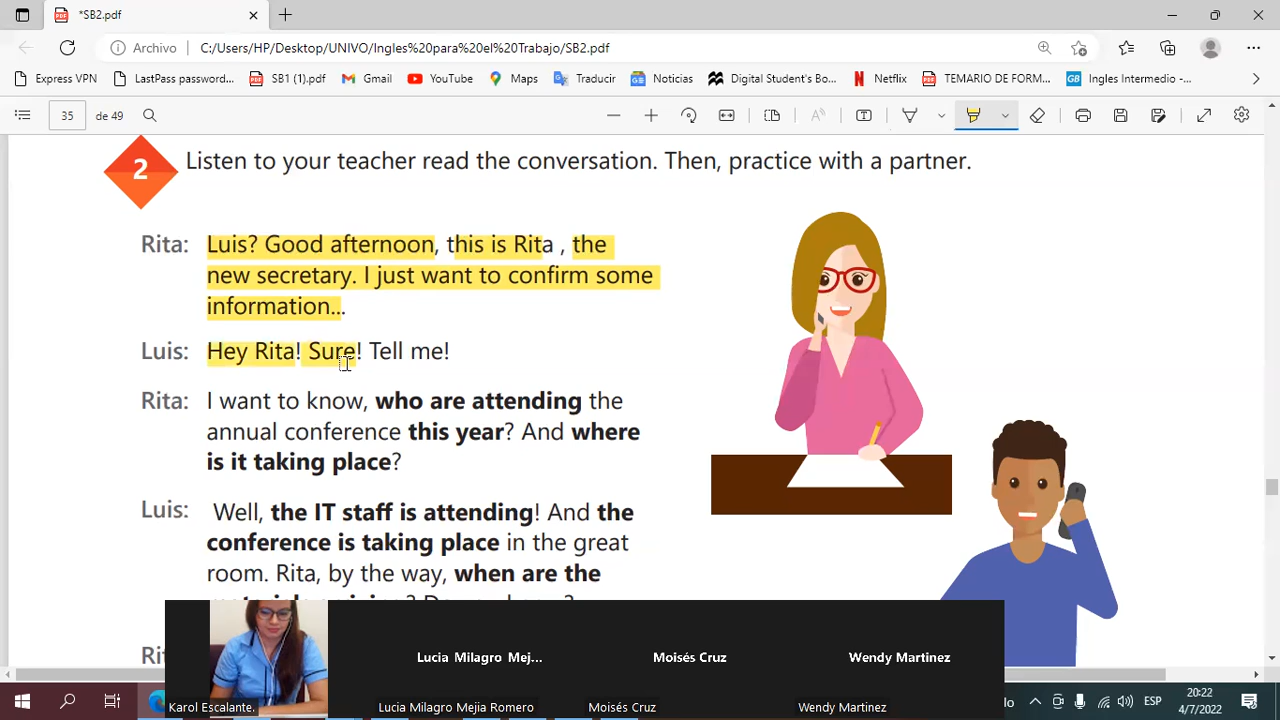 *SB2.pdf
Archivo C:/Users/HP/Desktop/UNIVO/Ingles%20para%20el%20Trabajo/SB2.pdf
Express VPN LastPass password... SB1 (1).pdf Gmail YouTube Maps Traducir Noticias Digital Student's Bo... Netflix TEMARIO DE FORM... Ingles Intermedio -...
35 de 49
2 Listen to your teacher read the conversation. Then, practice with a partner.
Rita: Luis? Good afternoon, this is Rita , the
new secretary. I just want to confirm some
information...
Luis: Hey Rita! Sure! Tell me!
Rita: I want to know, who are attending the
annual conference this year? And where
is it taking place?
Luis: Well, the IT staff is attending! And the
conference is taking place in the great
room. Rita, by the way, when are the
Lucia Milagro Mej... Moisés Cruz Wendy Martinez
Karol Escalante. Lucia Milagro Mejia Romero Moisés Cruz Wendy Martinez
ESP 20:22
4/7/2022